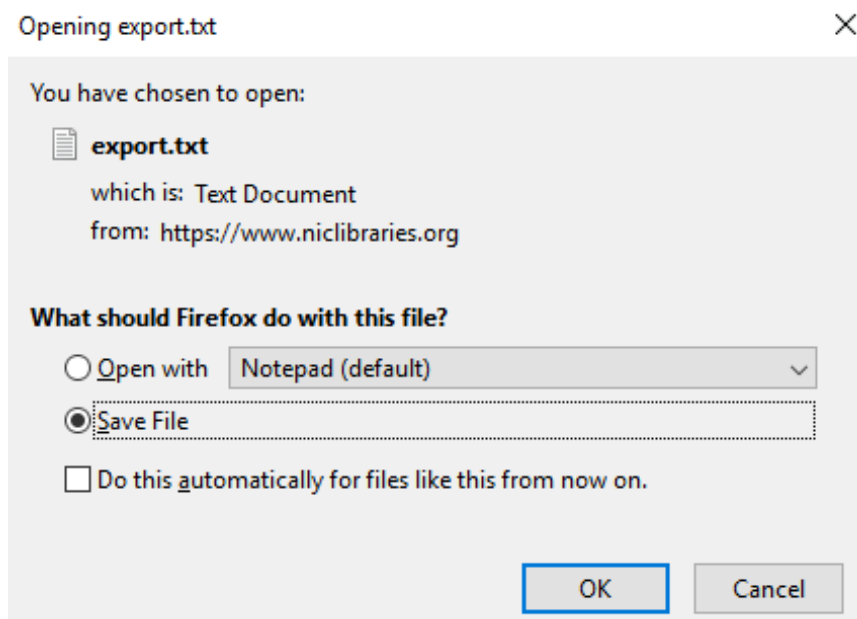 Opening export.txt
You have chosen to open:
export.txt
which is: Text Document
from: https://www.niclibraries.org
What should Firefox do with this file?
Open with Notepad (default)
Save File
Do this automatically for files like this from now on.
OK Cancel